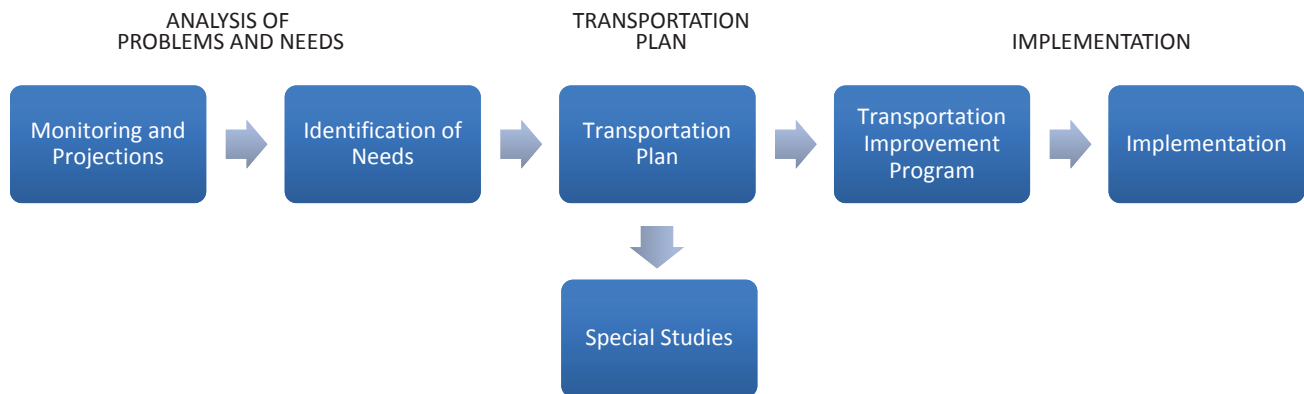 ANALYSIS OF
PROBLEMS AND NEEDS
TRANSPORTATION
PLAN
IMPLEMENTATION
Monitoring and
Projections
Identification of
Needs
Transportation
Plan
Transportation
Improvement
Program
Implementation
Special Studies